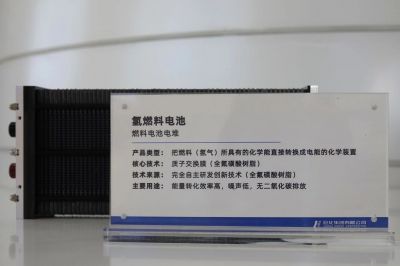 氢燃料电池
燃料电池电堆
产品类型：把燃料（氢气）所具有的化学能直接转换成电能的化学装置
核心技术：质子交换膜（全氟磺酸树脂）
技术来源：完全自主研发创新技术（全氟磺酸树脂）
主要用途：能量转化效率高，噪声低，无二氧化碳排放